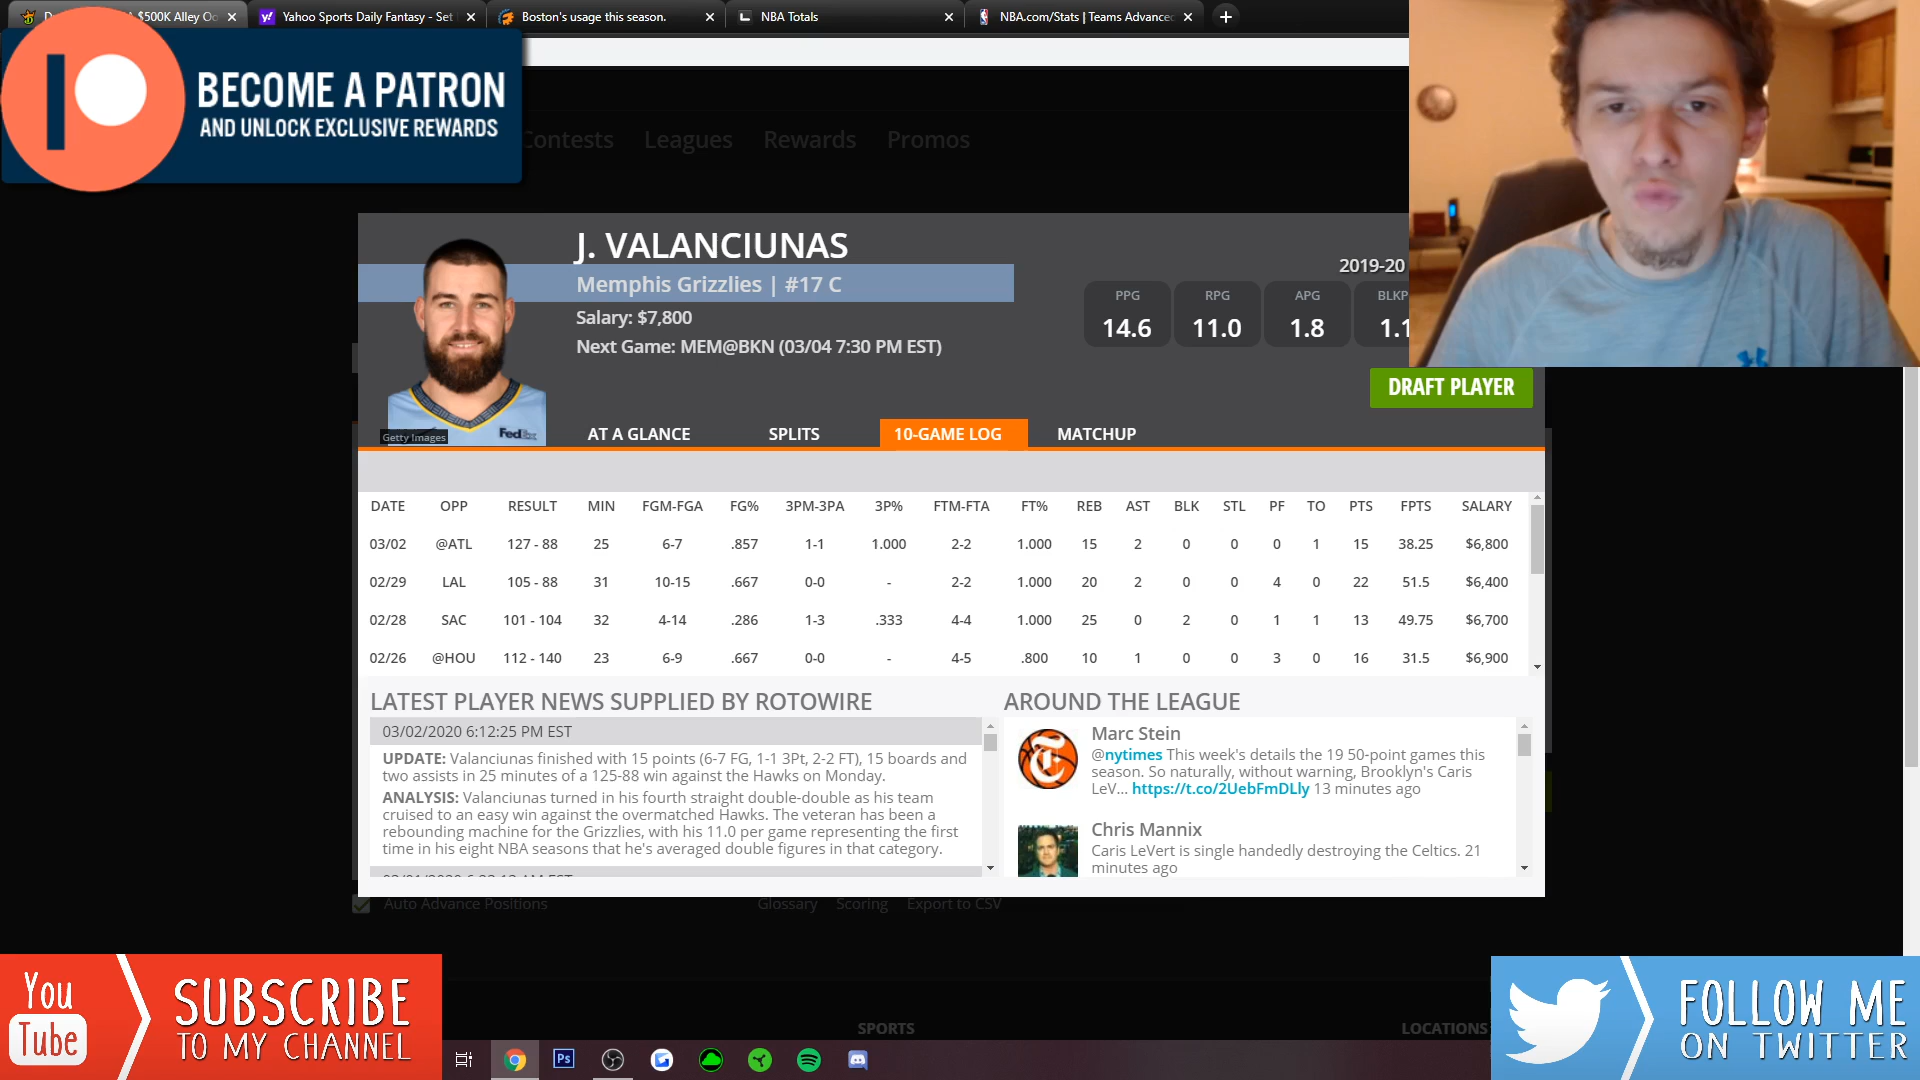 $500K Alley Oo
Yahoo Sports Daily Fantasy - Set
Boston's usage this season.
NBA Totals
NBA.com/Stats | Teams Advanced
BECOME A PATRON
AND UNLOCK EXCLUSIVE REWARDS
Contests Leagues Rewards Promos
J. VALANCIUNAS
Memphis Grizzlies | #17 C
Salary: $7,800
Next Game: MEM@BKN (03/04 7:30 PM EST)
2019-20
PPG RPG APG BLKP
14.6 11.0 1.8 1.1
DRAFT PLAYER
Getty Images
FedEx
AT A GLANCE SPLITS 10-GAME LOG MATCHUP
DATE OPP RESULT MIN FGM-FGA FG% 3PM-3PA 3P% FTM-FTA FT% REB AST BLK STL PF TO PTS FPTS SALARY
03/02 @ATL 127 - 88 25 6-7 .857 1-1 1.000 2-2 1.000 15 2 0 0 0 1 15 38.25 $6,800
02/29 LAL 105 - 88 31 10-15 .667 0-0 - 2-2 1.000 20 2 0 0 4 0 22 51.5 $6,400
02/28 SAC 101 - 104 32 4-14 .286 1-3 .333 4-4 1.000 25 0 2 0 1 1 13 49.75 $6,700
02/26 @HOU 112 - 140 23 6-9 .667 0-0 - 4-5 .800 10 1 0 0 3 0 16 31.5 $6,900
LATEST PLAYER NEWS SUPPLIED BY ROTOWIRE
03/02/2020 6:12:25 PM EST
UPDATE: Valanciunas finished with 15 points (6-7 FG, 1-1 3Pt, 2-2 FT), 15 boards and
two assists in 25 minutes of a 125-88 win against the Hawks on Monday.
ANALYSIS: Valanciunas turned in his fourth straight double-double as his team
cruised to an easy win against the overmatched Hawks. The veteran has been a
rebounding machine for the Grizzlies, with his 11.0 per game representing the first
time in his eight NBA seasons that he's averaged double figures in that category.
AROUND THE LEAGUE
Marc Stein
@nytimes This week's details the 19 50-point games this
season. So naturally, without warning, Brooklyn's Caris
LeV... https://t.co/2UebFmDLly 13 minutes ago
Chris Mannix
Caris LeVert is single handedly destroying the Celtics. 21
minutes ago
Auto Advance Positions
Glossary Scoring Export to CSV
SPORTS
LOCATIONS
You
Tube
SUBSCRIBE
TO MY CHANNEL
Ps
FOLLOW ME
ON TWITTER